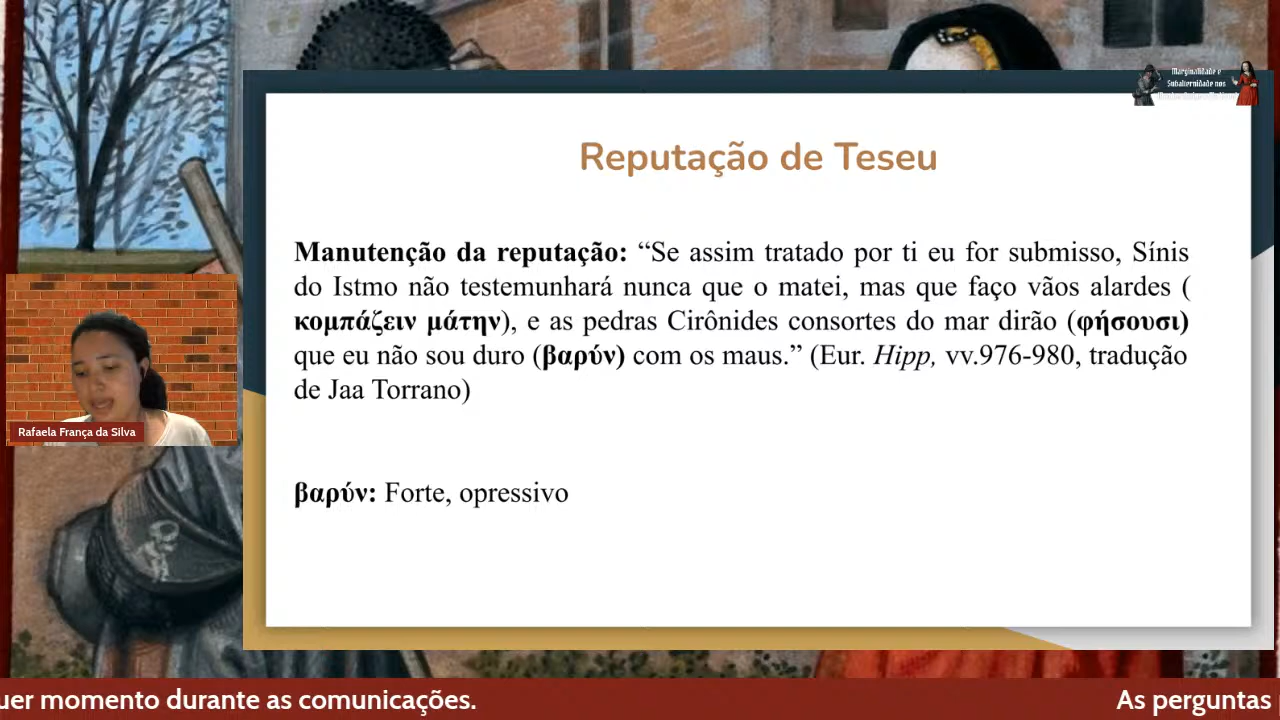 Marginalidade e
Subalternidade nos
Reputação de Teseu
Manutenção da reputação: “Se assim tratado por ti eu for submisso, Sínis
do Istmo não testemunhará nunca que o matei, mas que faço vãos alardes (
κομπάζειν μάτην), e as pedras Cirônides consortes do mar dirão (φήσουσι)
que eu não sou duro (βαρύν) com os maus.” (Eur. Hipp, vv.976-980, tradução
de Jaa Torrano)
βαρύν: Forte, opressivo
Rafaela França da Silva
uer momento durante as comunicações.
As perguntas